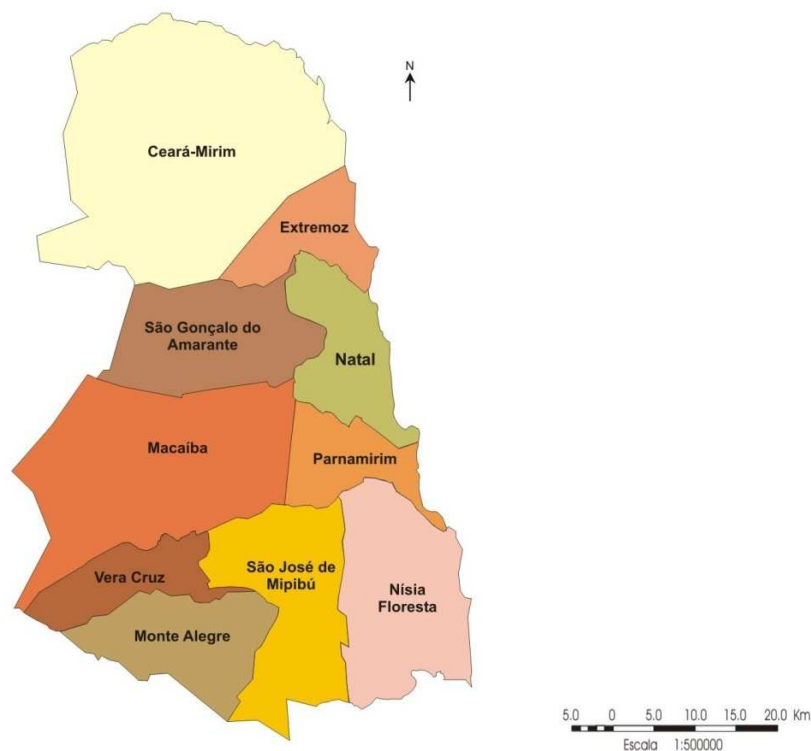 N
Ceará-Mirim
Extremoz
São Gonçalo do
Amarante
Natal
Macaíba
Parnamirim
Vera Cruz
São José de
Mipibú
Nísia
Floresta
Monte Alegre
5.0 0 5.0 10.0 15.0 20.0 Km
Escala 1:500000